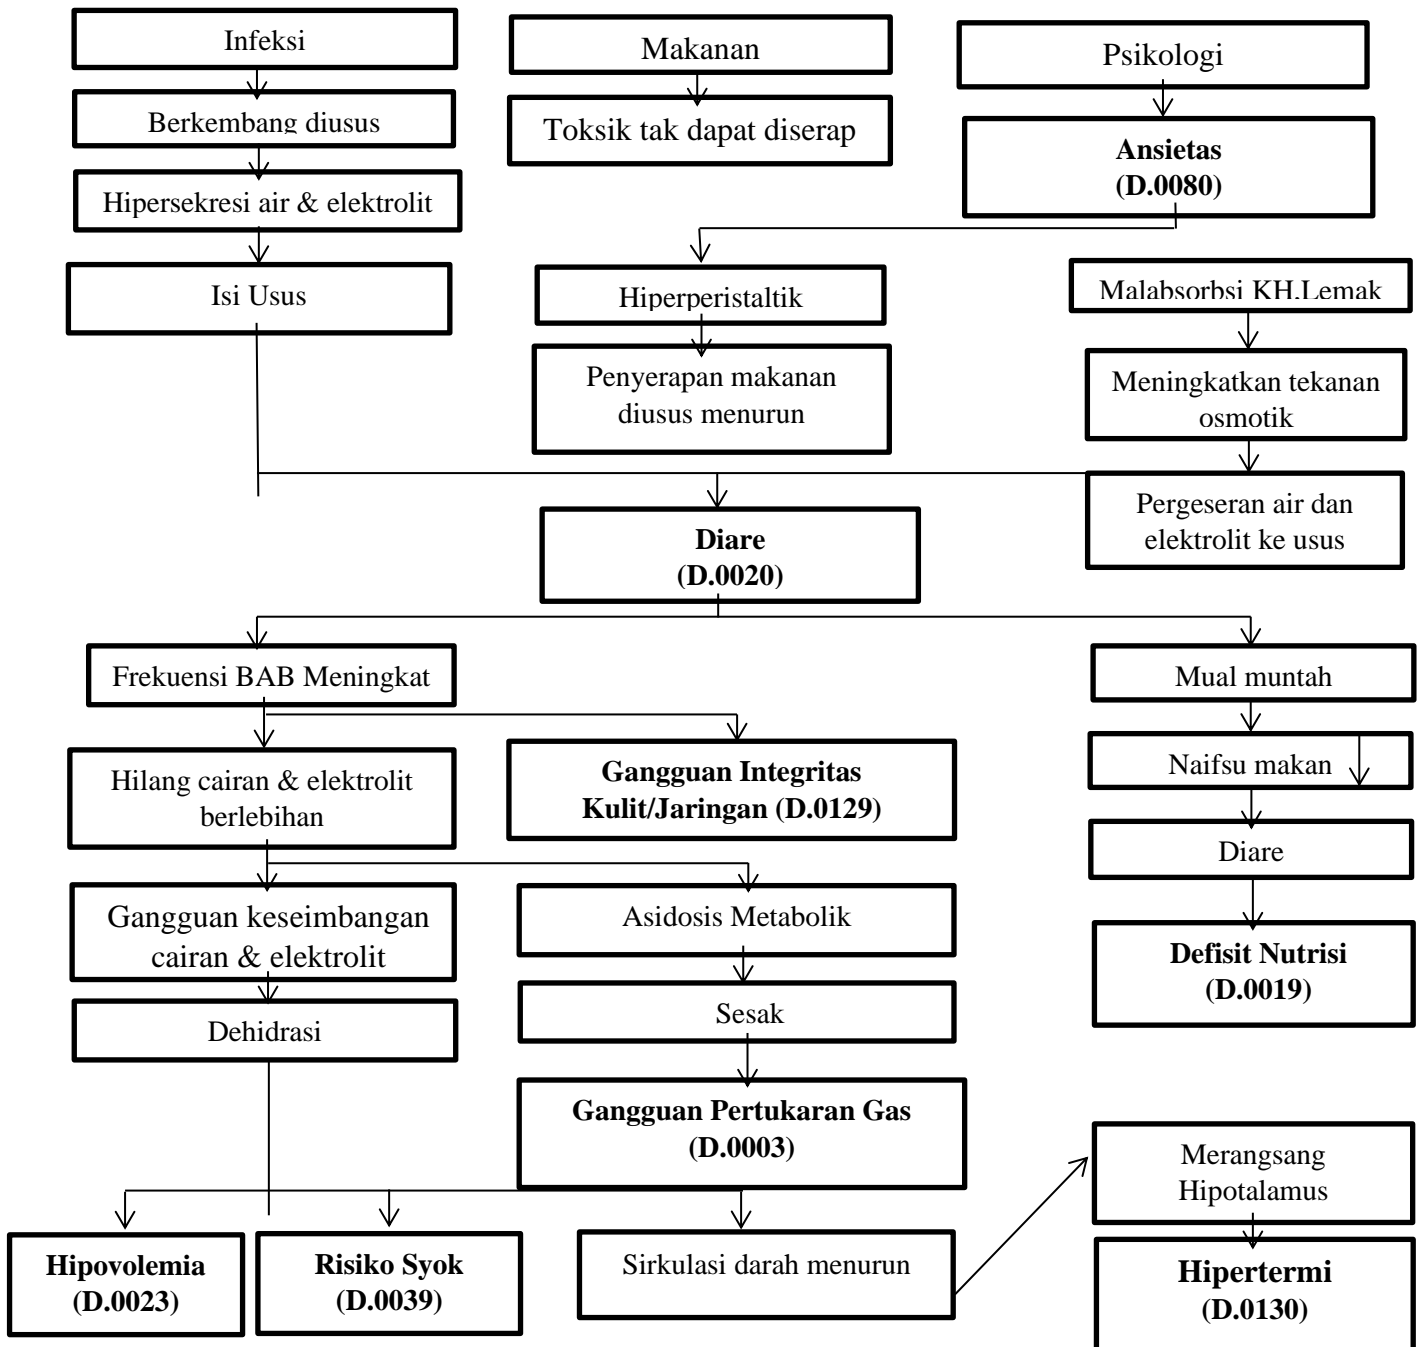 Infeksi
Makanan
Psikologi
Berkembang diusus
Toksik tak dapat diserap
Ansietas
(D.0080)
Hipersekresi air & elektrolit
Isi Usus
Hiperperistaltik
Malabsorbsi KH,Lemak
Penyerapan makanan
diusus menurun
Meningkatkan tekanan
osmotik
Pergeseran air dan
elektrolit ke usus
Diare
(D.0020)
Frekuensi BAB Meningkat
Mual muntah
Hilang cairan & elektrolit
berlebihan
Gangguan Integritas
Kulit/Jaringan (D.0129)
Naifsu makan
Diare
Gangguan keseimbangan
cairan & elektrolit
Asidosis Metabolik
Defisit Nutrisi
(D.0019)
Dehidrasi
Sesak
Gangguan Pertukaran Gas
(D.0003)
Merangsang
Hipotalamus
Hipovolemia
(D.0023)
Risiko Syok
(D.0039)
Sirkulasi darah menurun
Hipertermi
(D.0130)